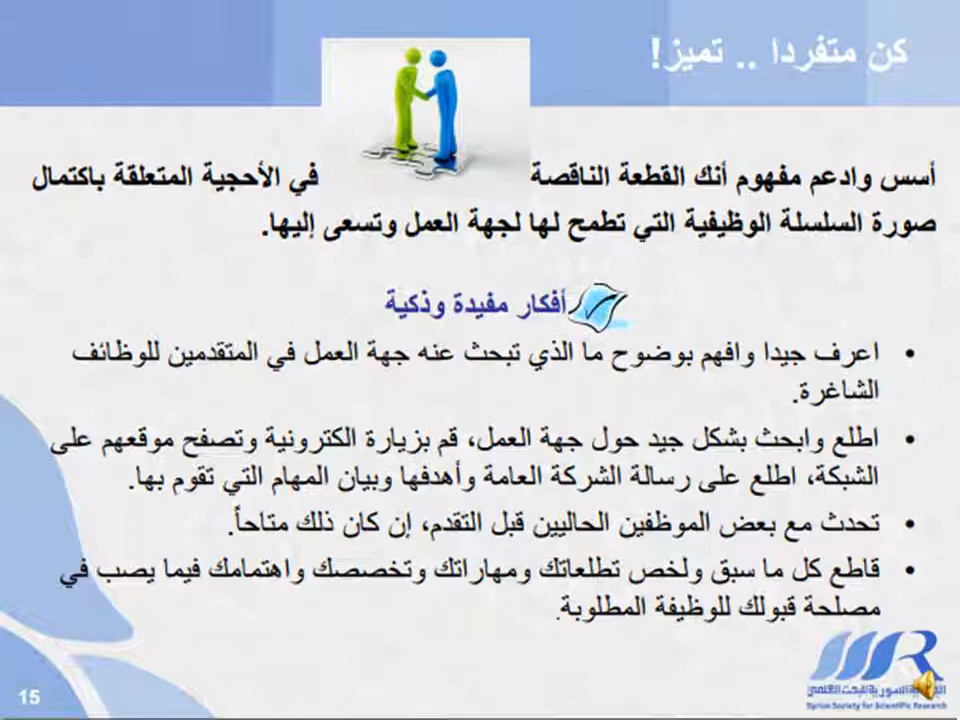 كن متفردا .. تميز!
أسس وادعم مفهوم أنك القطعة الناقصة في الأحجية المتعلقة باكتمال
صورة السلسلة الوظيفية التي تطمح لها لجهة العمل وتسعى إليها.
أفكار مفيدة وذكية
• اعرف جيدا وافهم بوضوح ما الذي تبحث عنه جهة العمل في المتقدمين للوظائف
الشاغرة.
• اطلع وابحث بشكل جيد حول جهة العمل، قم بزيارة الكترونية وتصفح موقعهم على
الشبكة، اطلع على رسالة الشركة العامة وأهدفها وبيان المهام التي تقوم بها.
• تحدث مع بعض الموظفين الحاليين قبل التقدم، إن كان ذلك متاحاً.
• قاطع كل ما سبق ولخص تطلعاتك ومهاراتك وتخصصك واهتمامك فيما يصب في
مصلحة قبولك للوظيفة المطلوبة.
السورية للبحث العلمي
Syrian Society for Scientific Research
15